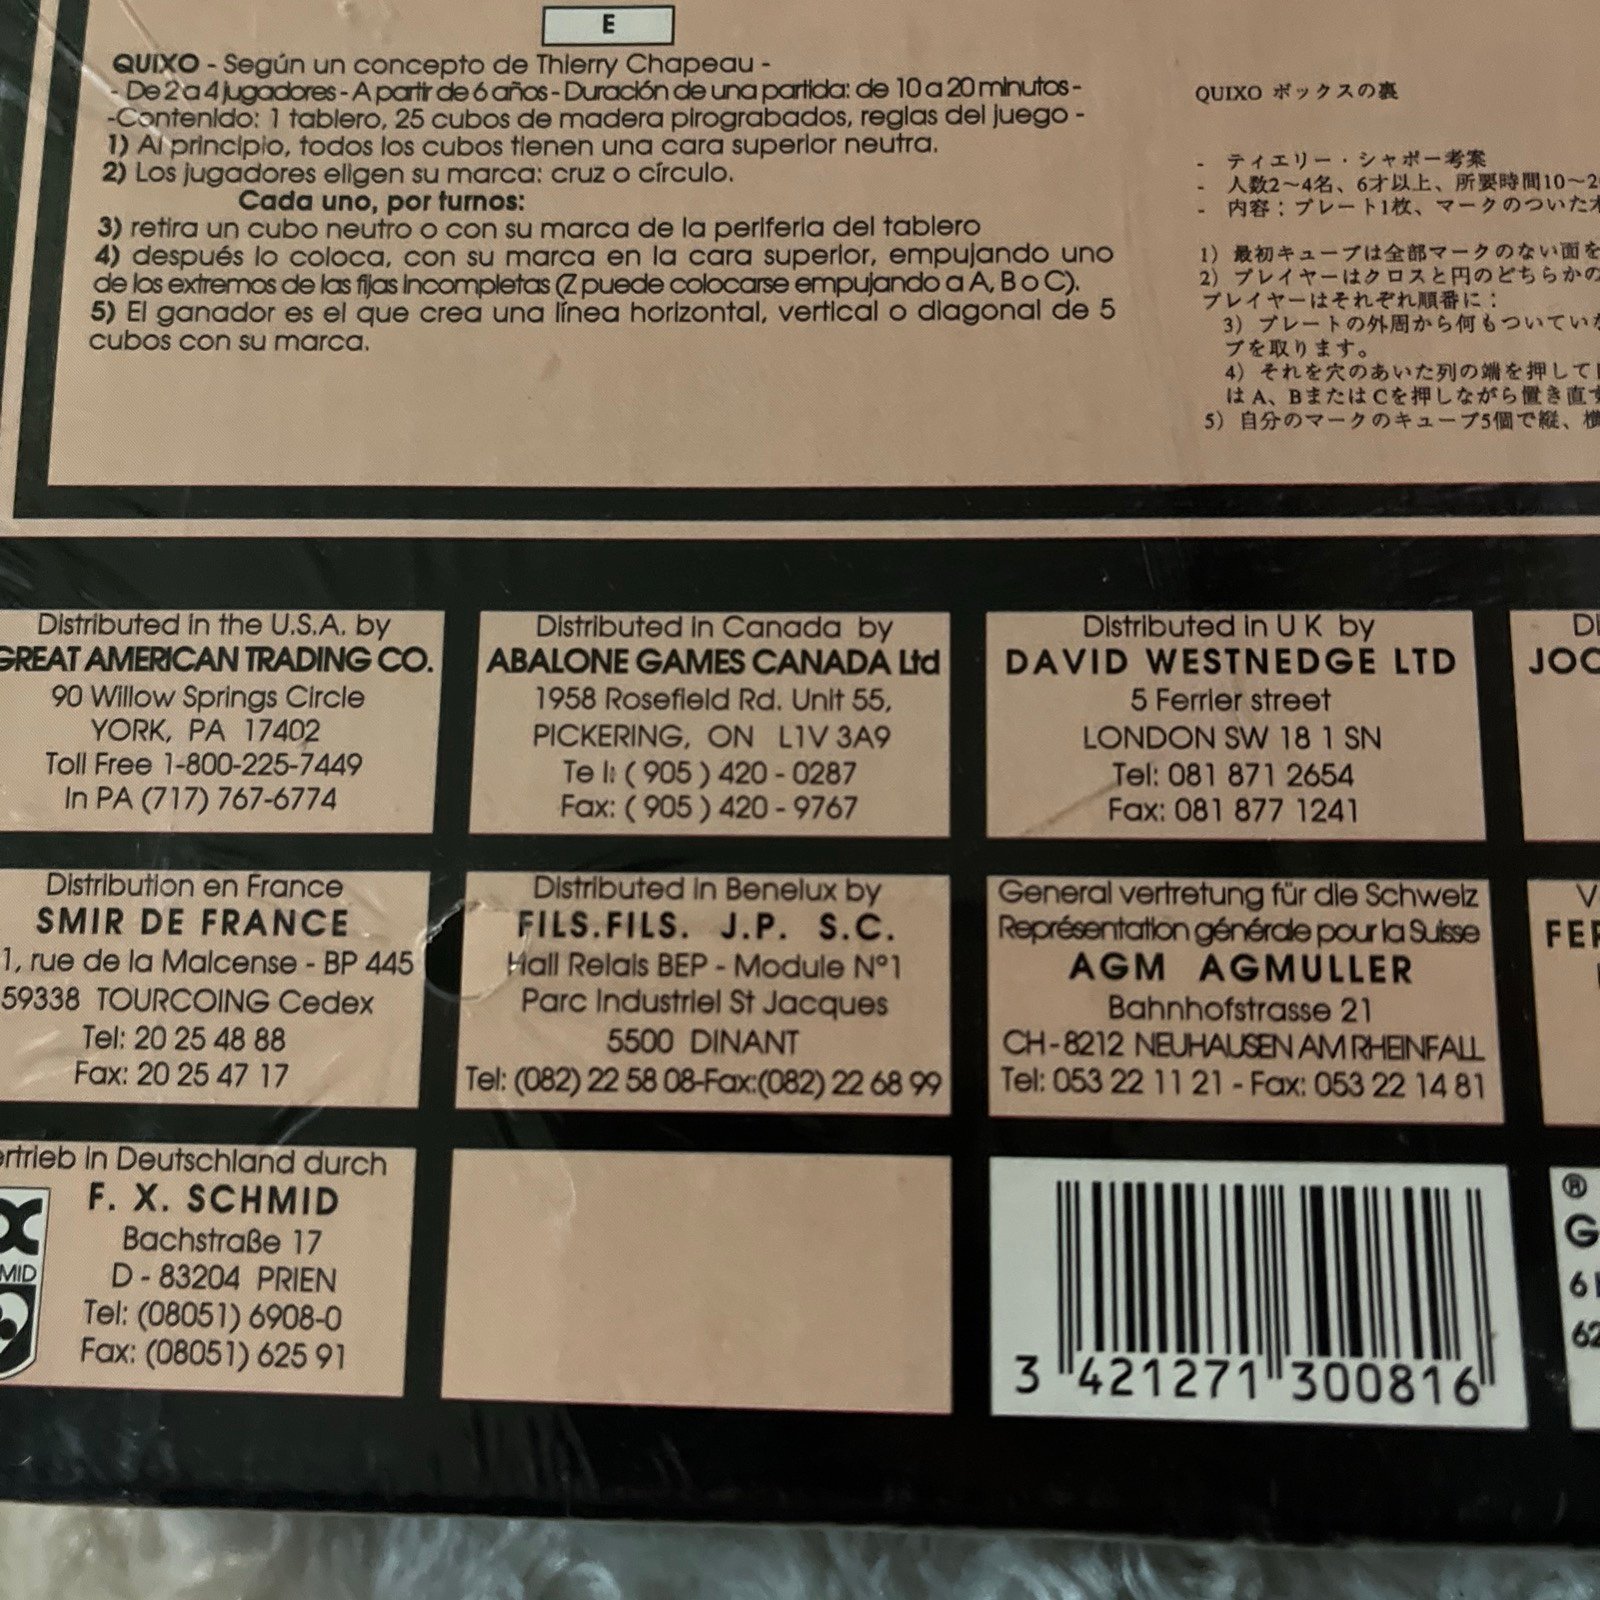 E
QUIXO - Según un concepto de Thierry Chapeau -
- De 2 a 4 jugadores - A partir de 6 años - Duración de una partida: de 10 a 20 minutos -
-Contenido: 1 tablero, 25 cubos de madera pirograbados, reglas del juego -
1) Al principio, todos los cubos tienen una cara superior neutra.
2) Los jugadores eligen su marca: cruz o círculo.
Cada uno, por turnos:
3) retira un cubo neutro o con su marca de la periferia del tablero
4) después lo coloca, con su marca en la cara superior, empujando uno
de los extremos de las fijas incompletas (Z puede colocarse empujando a A, B o C).
5) El ganador es el que crea una línea horizontal, vertical o diagonal de 5
cubos con su marca.
QUIXO ボックスの裏
- ティエリー・シャポー考案
- 人数2~4名、6才以上、所要時間10~2
- 内容：プレート1枚、マークのついた
1) 最初キューブは全部マークのない面を
2) プレイヤーはクロスと円のどちらかの
プレイヤーはそれぞれ順番に：
3) プレートの外周から何もついてい
ブを取ります。
4) それを穴のあいた列の端を押して
は A、Bまたは Cを押しながら置き直す
5) 自分のマークのキューブ5個で縦、横
Distributed in the U.S.A. by
GREAT AMERICAN TRADING CO.
90 Willow Springs Circle
YORK, PA 17402
Toll Free 1-800-225-7449
In PA (717) 767-6774
Distributed in Canada by
ABALONE GAMES CANADA Ltd
1958 Rosefield Rd. Unit 55,
PICKERING, ON L1V 3A9
Te l: ( 905 ) 420 - 0287
Fax: ( 905 ) 420 - 9767
Distributed in U K by
DAVID WESTNEDGE LTD
5 Ferrier street
LONDON SW 18 1 SN
Tel: 081 871 2654
Fax: 081 877 1241
Di
JOC
Distribution en France
SMIR DE FRANCE
1, rue de la Malcense - BP 445
59338 TOURCOING Cedex
Tel: 20 25 48 88
Fax: 20 25 47 17
Distributed in Benelux by
FILS.FILS. J.P. S.C.
Hall Relais BEP - Module N°1
Parc Industriel St Jacques
5500 DINANT
Tel: (082) 22 58 08-Fax:(082) 22 68 99
General vertretung für die Schweiz
Représentation générale pour la Suisse
AGM AGMULLER
Bahnhofstrasse 21
CH-8212 NEUHAUSEN AM RHEINFALL
Tel: 053 22 11 21 - Fax: 053 22 14 81
V
FER
ertrieb in Deutschland durch
F. X. SCHMID
Bachstraße 17
D - 83204 PRIEN
Tel: (08051) 6908-0
Fax: (08051) 625 91
X
MID
3 421271 300816
®
G
6
62